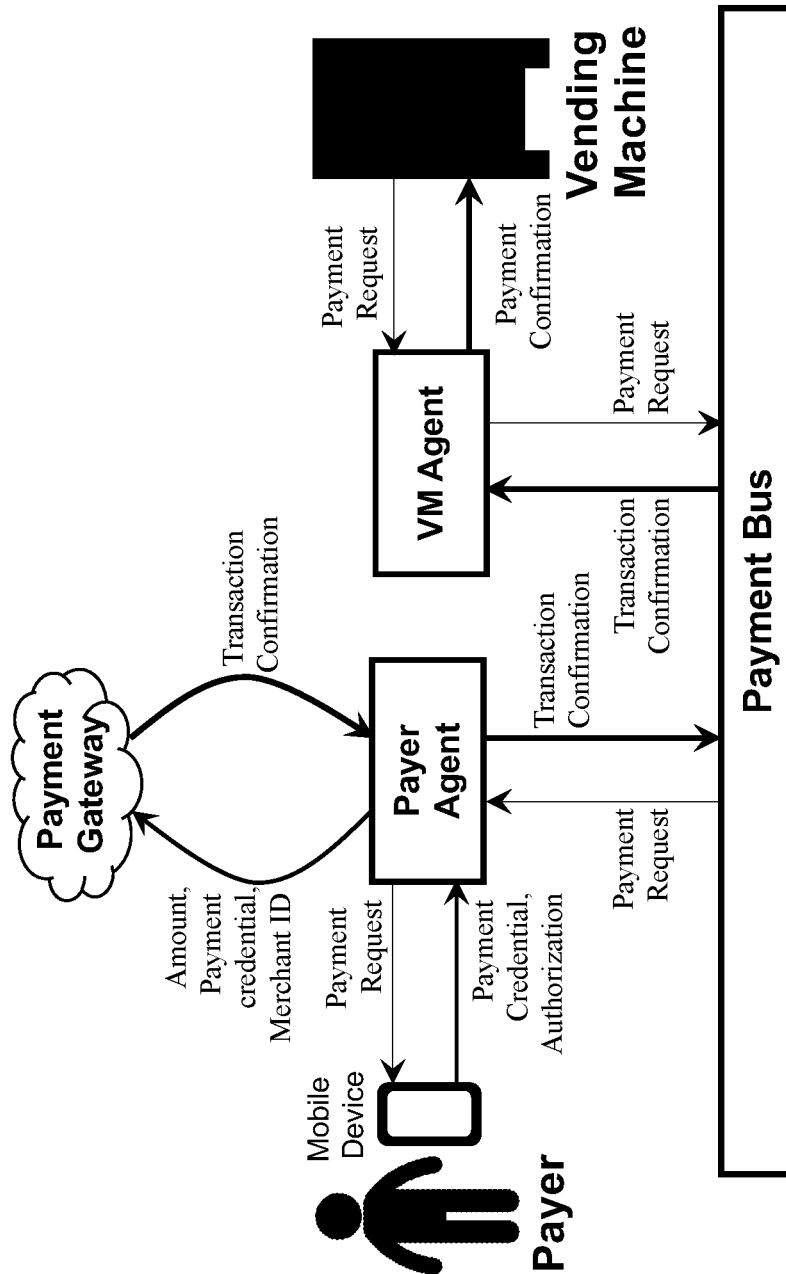 Payment
Gateway
Amount,
Payment
credential,
Merchant ID
Transaction
Confirmation
Mobile
Device
Payment
Request
Payer
Agent
Payment
Request
VM Agent
Payment
Credential,
Authorization
Payment
Confirmation
Payer
Vending
Machine
Payment
Request
Transaction
Confirmation
Transaction
Confirmation
Payment
Request
Payment Bus